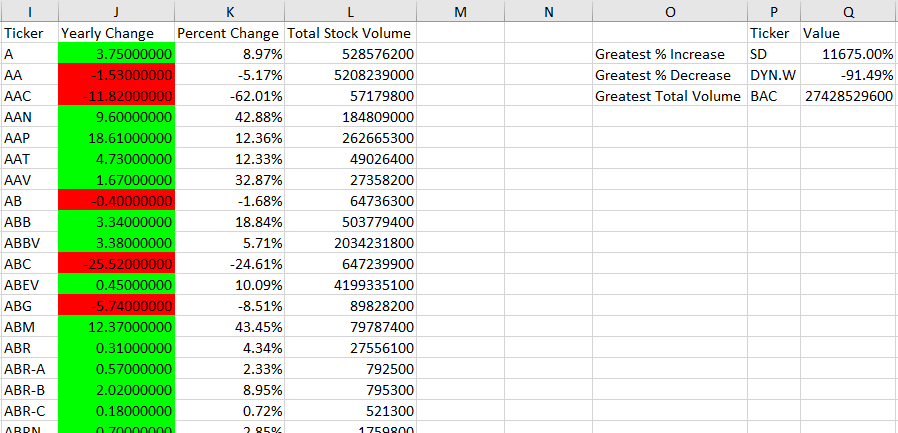 I J K L M N O P Q
Ticker Yearly Change Percent Change Total Stock Volume Ticker Value
A 3.75000000 8.97% 528576200 Greatest % Increase SD 11675.00%
AA -1.53000000 -5.17% 5208239000 Greatest % Decrease DYN.W -91.49%
AAC -11.82000000 -62.01% 57179800 Greatest Total Volume BAC 27428529600
AAN 9.60000000 42.88% 184809000
AAP 18.61000000 12.36% 262665300
AAT 4.73000000 12.33% 49026400
AAV 1.67000000 32.87% 27358200
AB -0.40000000 -1.68% 64736300
ABB 3.34000000 18.84% 503779400
ABBV 3.38000000 5.71% 2034231800
ABC -25.52000000 -24.61% 647239900
ABEV 0.45000000 10.09% 4199335100
ABG -5.74000000 -8.51% 89828200
ABM 12.37000000 43.45% 79787400
ABR 0.31000000 4.34% 27556100
ABR-A 0.57000000 2.33% 792500
ABR-B 2.02000000 8.95% 795300
ABR-C 0.18000000 0.72% 521300
ABRN 0.70000000 2.85% 1759800